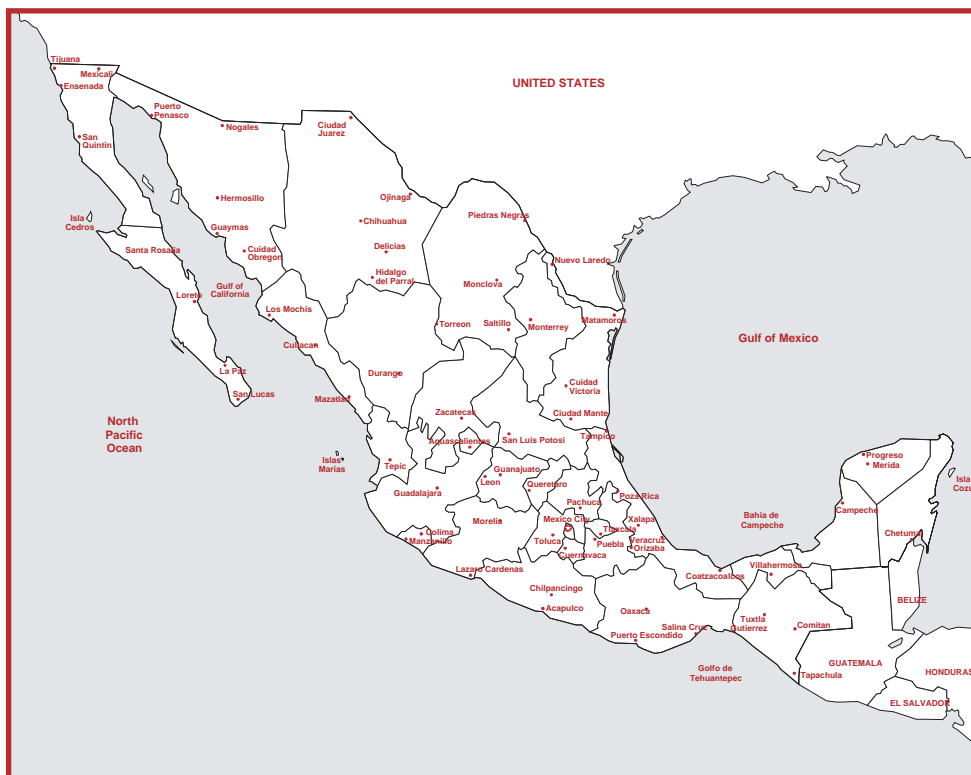 Tijuana
Mexicali
Ensenada
UNITED STATES
Puerto
Penasco
Nogales
Ciudad
Juarez
San
Quintin
Hermosillo
Ojinaga
Isla
Cedros
Chihuahua
Piedras Negras
Guaymas
Santa Rosalia
Cuidad
Obregon
Delicias
Nuevo Laredo
Hidalgo
del Parral
Monclova
Gulf of
California
Loreto
Los Mochis
Torreon
Saltillo
Monterrey
Matamoros
Culiacan
Gulf of Mexico
La Paz
Durango
Cuidad
Victoria
San Lucas
Mazatlan
Zacatecas
Ciudad Mante
North
Pacific
Ocean
Aguascalientes
San Luis Potosi
Tampico
Islas
Marias
Tepic
Guanajuato
Leon
Queretaro
Guadalajara
Poza Rica
Pachuca
Progreso
Merida
Isla
Cozu
Campeche
Bahia de
Campeche
Morelia
Mexico City
Xalapa
Tlaxcala
Colima
Manzanillo
Toluca
Puebla
Veracruz
Orizaba
Cuernavaca
Chetumal
Villahermosa
Lazaro Cardenas
Coatzacoalcos
Chilpancingo
Acapulco
Oaxaca
BELIZE
Tuxtla
Gutierrez
Comitan
Salina Cruz
Puerto Escondido
Golfo de
Tehuantepec
Tapachula
GUATEMALA
HONDURAS
EL SALVADOR